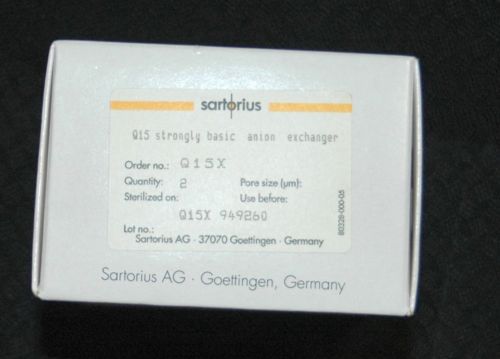 sartorius
Q15 strongly basic anion exchanger
Order no.: Q15X
Quantity: 2 Pore size (µm):
Sterilized on: Use before:
Q15X 949260
Lot no.:
Sartorius AG · 37070 Goettingen · Germany
80328-000-05
Sartorius AG · Goettingen, Germany